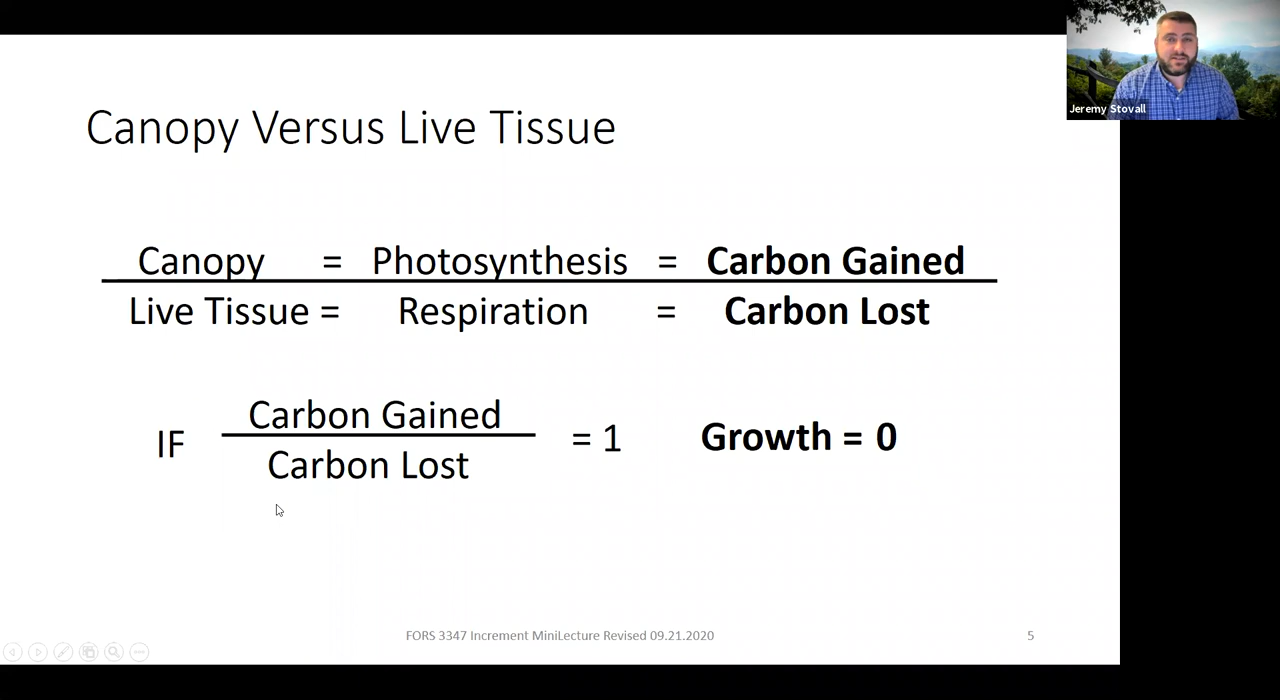 Jeremy Stovall
Canopy Versus Live Tissue
Canopy = Photosynthesis = Carbon Gained
Live Tissue = Respiration = Carbon Lost
IF Carbon Gained = 1 Growth = 0
Carbon Lost
FORS 3347 Increment MiniLecture Revised 09.21.2020 5